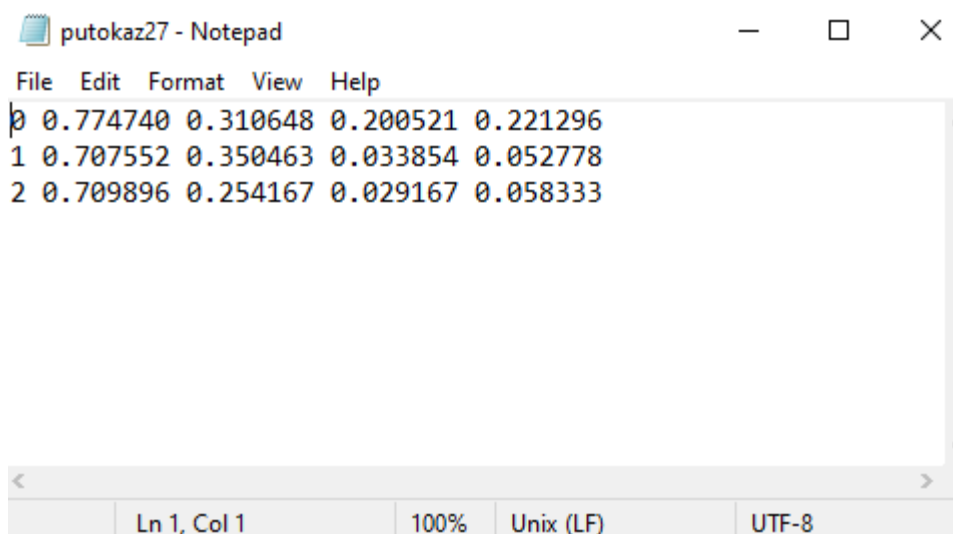 putokaz27 - Notepad
File Edit Format View Help
0 0.774740 0.310648 0.200521 0.221296
1 0.707552 0.350463 0.033854 0.052778
2 0.709896 0.254167 0.029167 0.058333
Ln 1, Col 1 100% Unix (LF) UTF-8